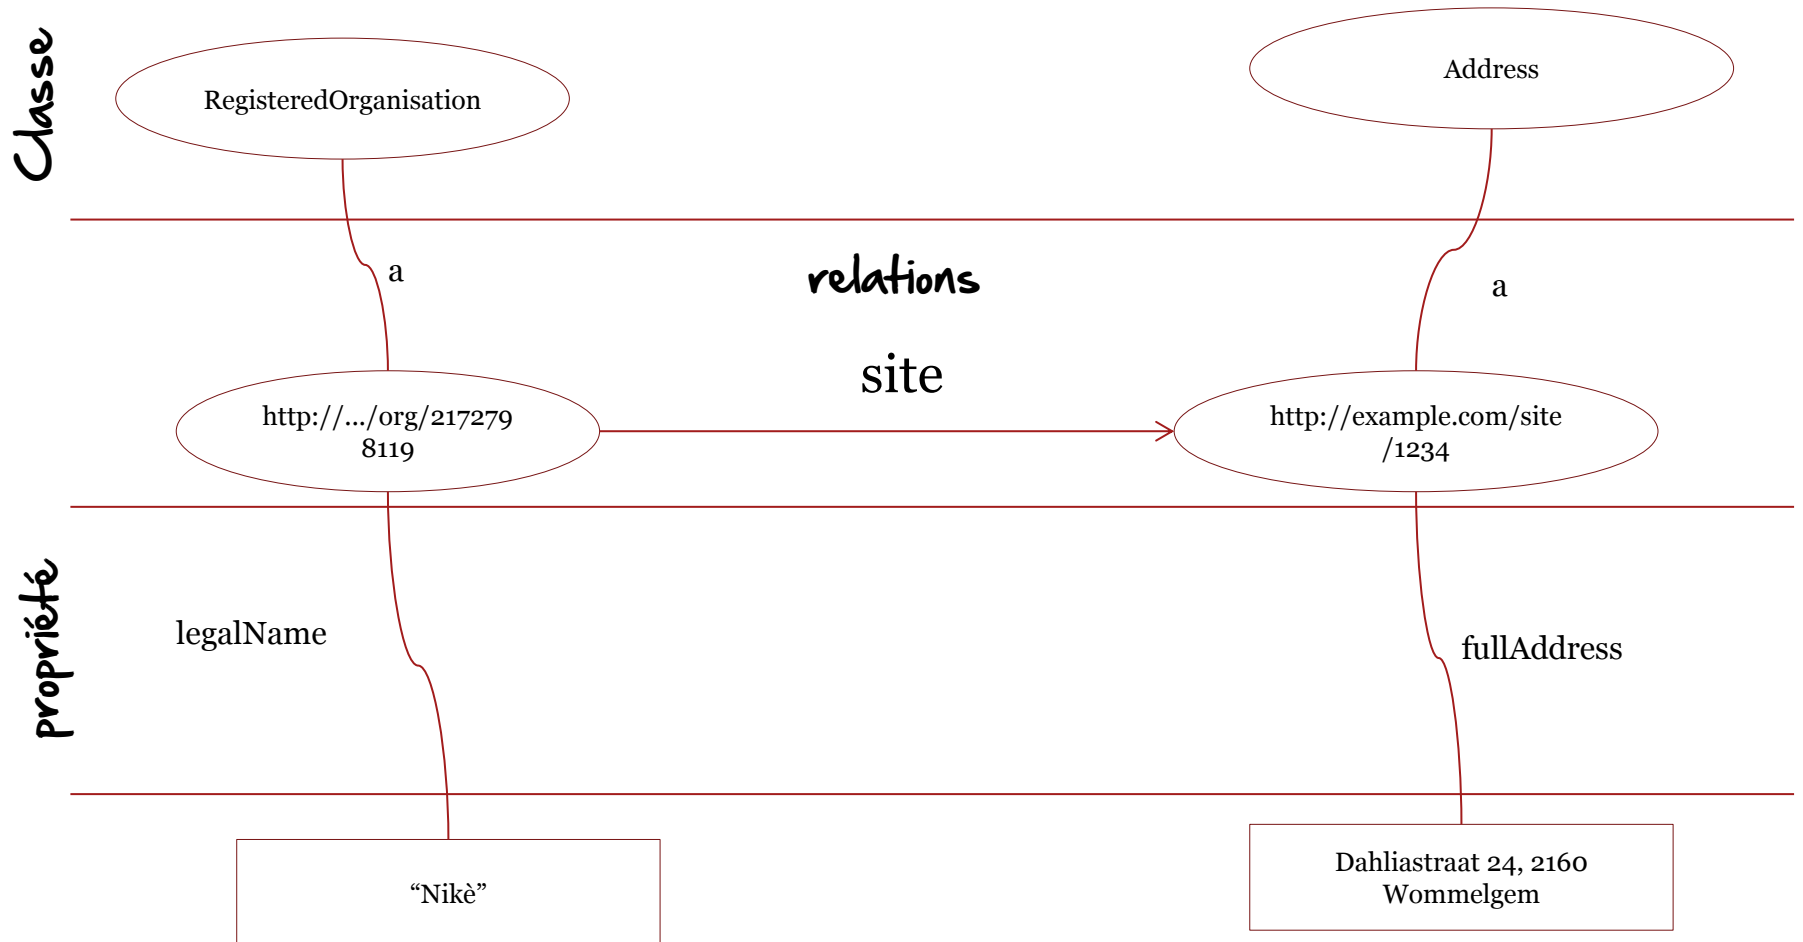 Classe
RegisteredOrganisation
Address
a
relations
a
site
http://.../org/217279
8119
http://example.com/site
/1234
propriété
legalName
fullAddress
“Nikè”
Dahliastraat 24, 2160
Wommelgem